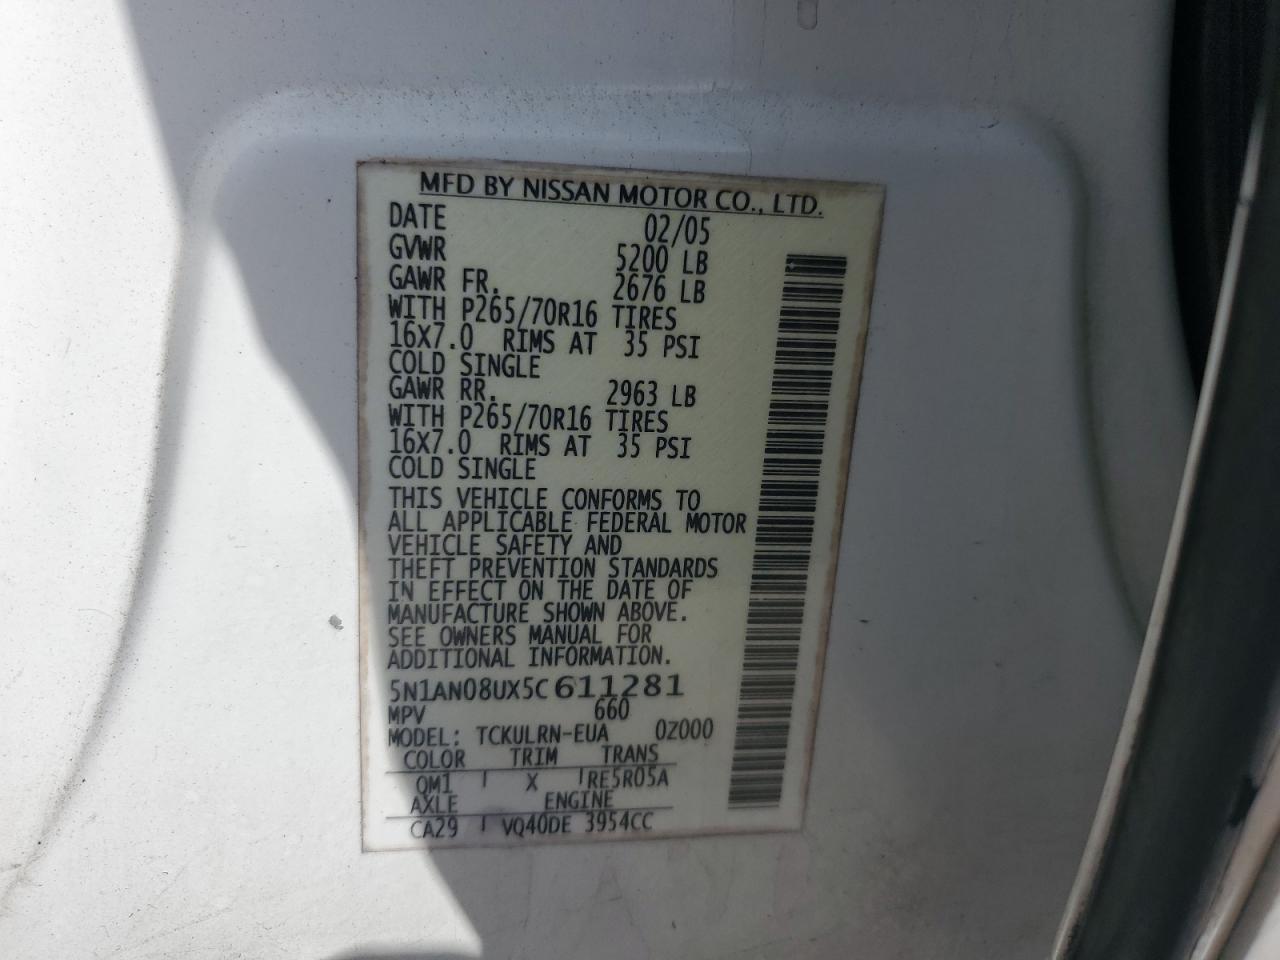 MFD BY NISSAN MOTOR CO., LTD.
DATE 02/05
GVWR 5200 LB
GAWR FR. 2676 LB
WITH P265/70R16 TIRES
16X7.0 RIMS AT 35 PSI
COLD SINGLE
GAWR RR. 2963 LB
WITH P265/70R16 TIRES
16X7.0 RIMS AT 35 PSI
COLD SINGLE
THIS VEHICLE CONFORMS TO
ALL APPLICABLE FEDERAL MOTOR
VEHICLE SAFETY AND
THEFT PREVENTION STANDARDS
IN EFFECT ON THE DATE OF
MANUFACTURE SHOWN ABOVE.
SEE OWNERS MANUAL FOR
ADDITIONAL INFORMATION.
5N1AN08UX5C611281
MPV 660
MODEL: TCKULRN-EUA 0Z000
COLOR TRIM TRANS
QM1 X RE5R05A
AXLE ENGINE
CA29 VQ40DE 3954CC